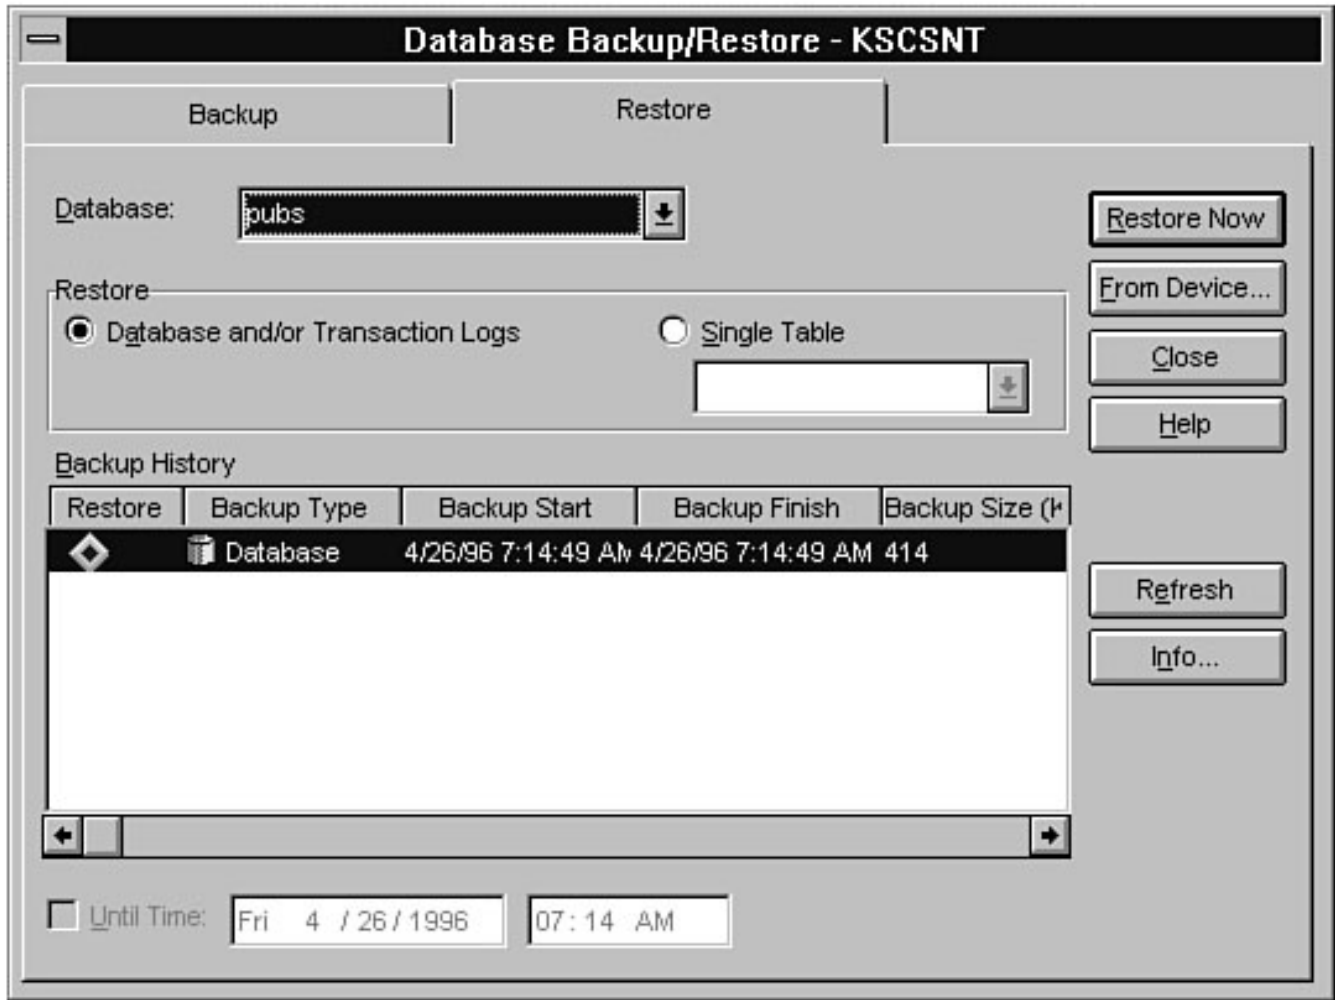 Database Backup/Restore - KSCSNT
Backup
Restore
Database:
pubs
Restore Now
From Device...
Close
Help
Restore
Database and/or Transaction Logs
Single Table
Backup History
Restore
Backup Type
Backup Start
Backup Finish
Backup Size (
Database
4/26/96 7:14:49 AM
4/26/96 7:14:49 AM
414
Refresh
Info...
Until Time:
Fri 4 / 26 / 1996
07 : 14 AM